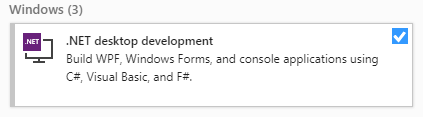 Windows (3)
.NET
.NET desktop development
Build WPF, Windows Forms, and console applications using
C#, Visual Basic, and F#.